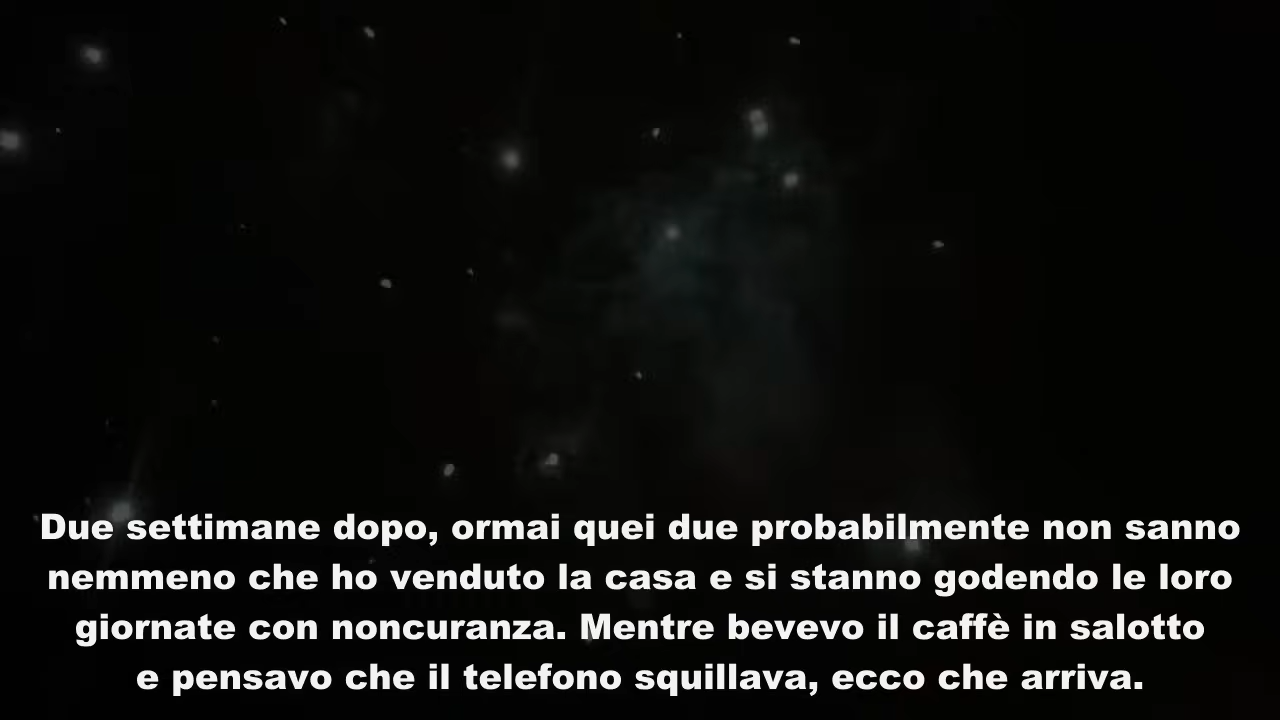 Due settimane dopo, ormai quei due probabilmente non sanno
nemmeno che ho venduto la casa e si stanno godendo le loro
giornate con noncuranza. Mentre bevevo il caffè in salotto
e pensavo che il telefono squillava, ecco che arriva.